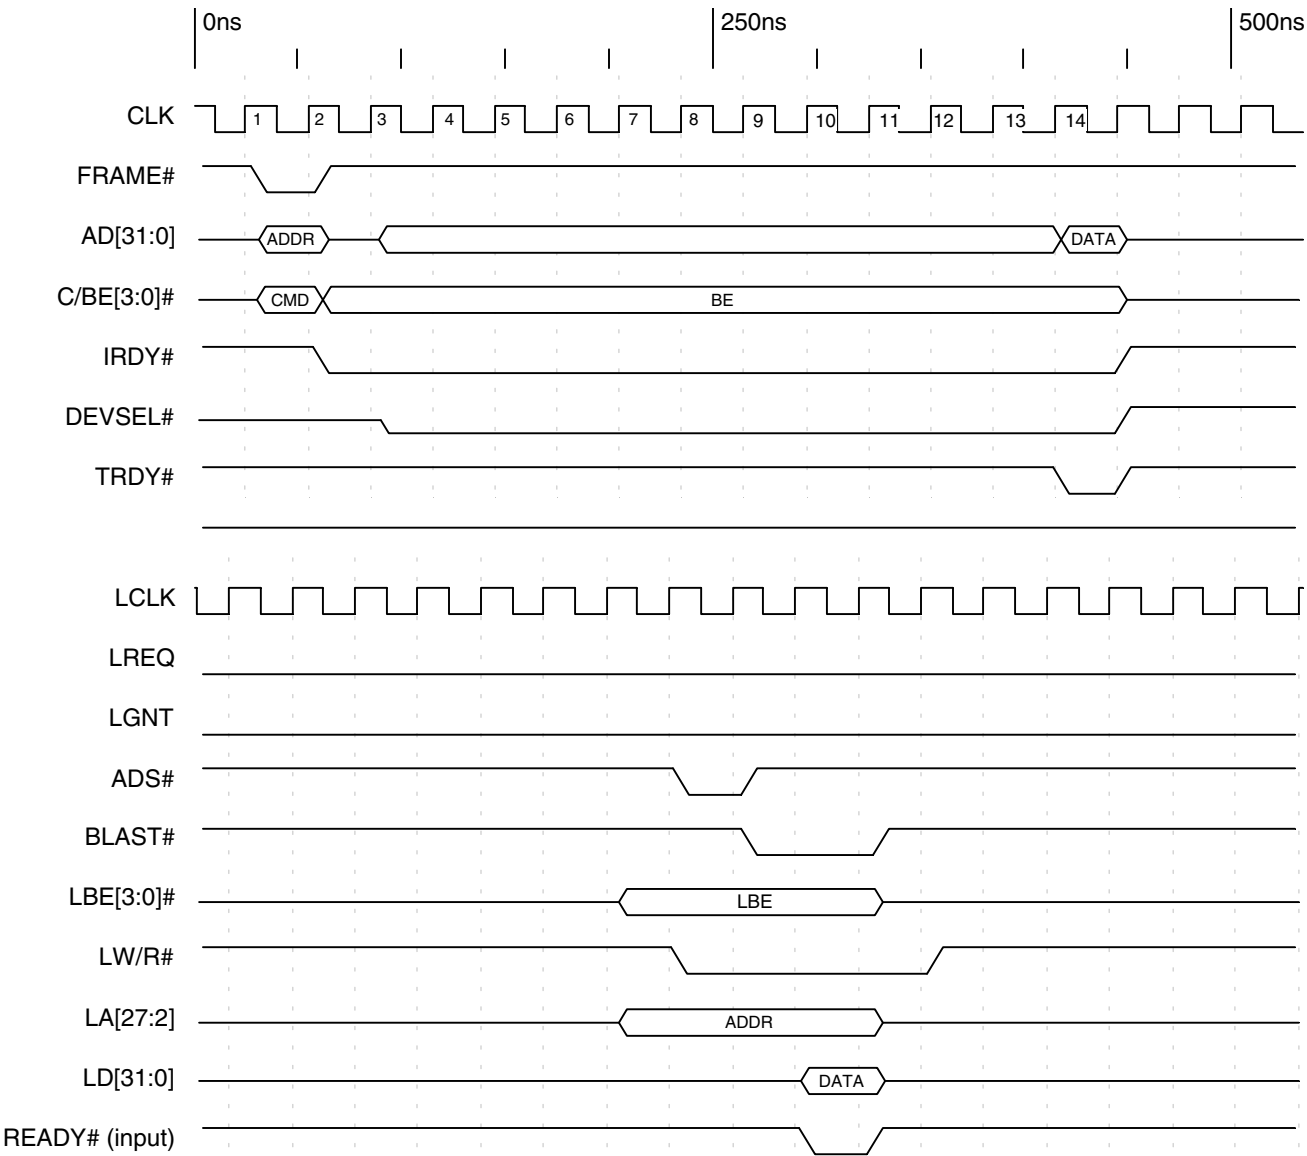 0ns 250ns 500ns
CLK 1 2 3 4 5 6 7 8 9 10 11 12 13 14
FRAME#
AD[31:0] ADDR DATA
C/BE[3:0]# CMD BE
IRDY#
DEVSEL#
TRDY#
LCLK
LREQ
LGNT
ADS#
BLAST#
LBE[3:0]# LBE
LW/R#
LA[27:2] ADDR
LD[31:0] DATA
READY# (input)